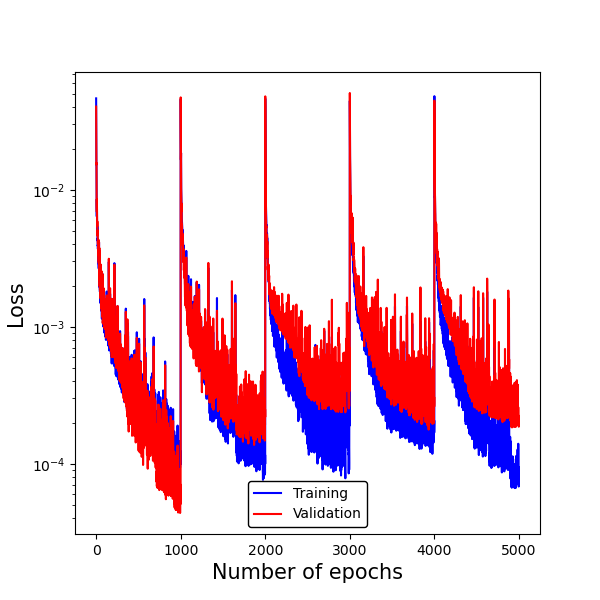 10⁻²
10⁻³
10⁻⁴
Loss
Training
Validation
0 1000 2000 3000 4000 5000
Number of epochs